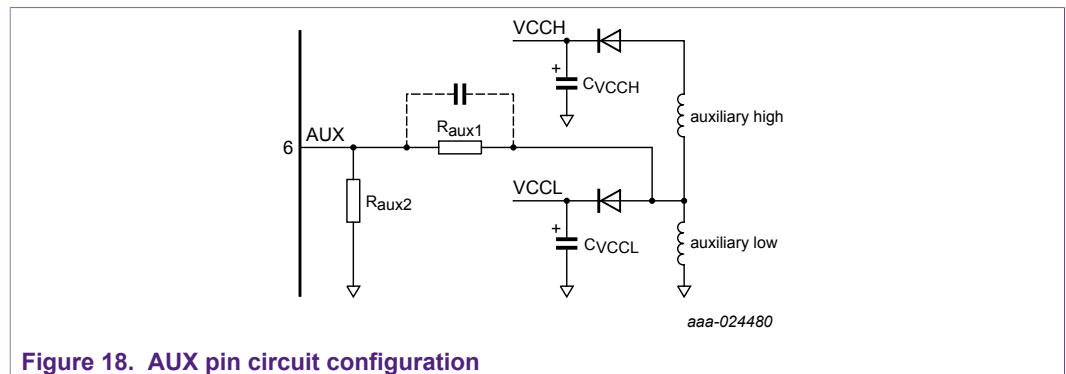 VCCH
+
CVCCH
auxiliary high
Raux1
6
AUX
Raux2
VCCL
+
CVCCL
auxiliary low
aaa-024480
Figure 18. AUX pin circuit configuration